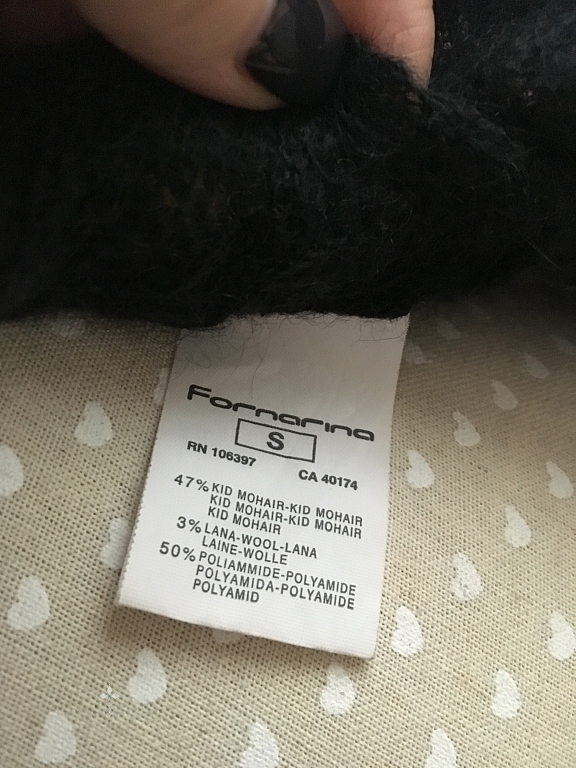 Fornarina
S
RN 106397 CA 40174
47% KID MOHAIR-KID MOHAIR
KID MOHAIR-KID MOHAIR
KID MOHAIR
3% LANA-WOOL-LANA
LAINE-WOLLE
50% POLIAMMIDE-POLYAMIDE
POLYAMIDA-POLYAMIDE
POLYAMID